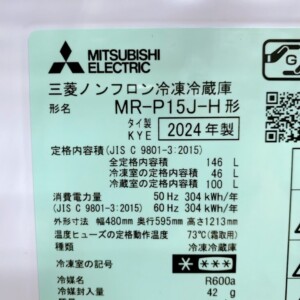 MITSUBISHI
ELECTRIC
三菱ノンフロン冷凍冷蔵庫
形名 MR-P15J-H 形
タイ製
KYE 2024 年製
定格内容積(JIS C 9801-3:2015)
全定格内容積 146 L
冷凍室の定格内容積 46 L
冷蔵室の定格内容積 100 L
消費電力量 50 Hz 304 kWh/年
(JIS C 9801-3:2015) 60 Hz 304 kWh/年
外形寸法 幅480mm 奥行595mm 高さ1213mm
温度ヒューズの定格動作温度 73℃(霜取用)
種類 冷凍冷蔵庫
冷凍室の記号
冷媒名 R600a
冷媒封入量 42 g
G